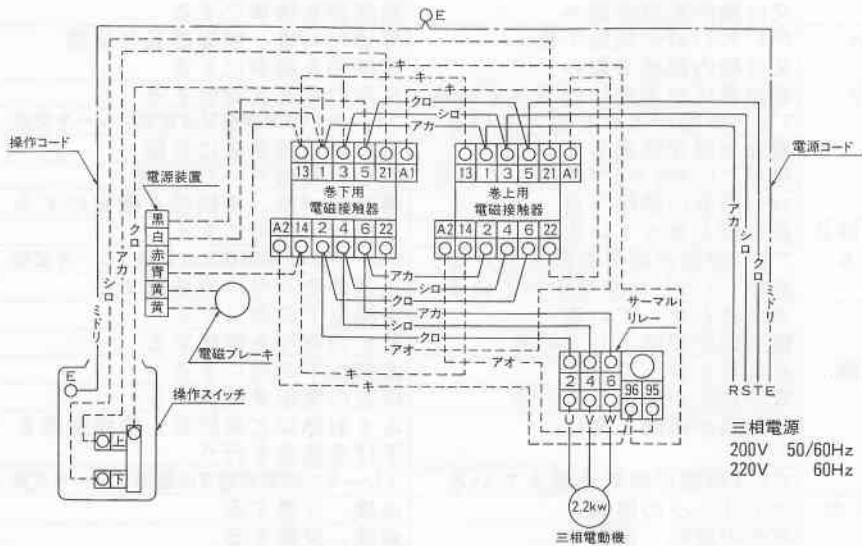 E
キ
キ
キ
クロ
シロ
アカ
操作コード
電源コード
電源装置
13 1 3 5 21 A1
13 1 3 5 21 A1
巻下用
電磁接触器
巻上用
電磁接触器
A2 14 2 4 6 22
A2 14 2 4 6 22
黒
白
赤
青
黄
黄
クロ
アカ
シロ
ミドリ
アカ
シロ
クロ
アカ
シロ
クロ
アオ
アオ
キ
キ
アカ
シロ
クロ
ミドリ
電磁ブレーキ
サーマル
リレー
2 4 6 96 95
U V W
E
操作スイッチ
上
下
R S T E
三相電源
200V 50/60Hz
220V 60Hz
2.2kw
三相電動機